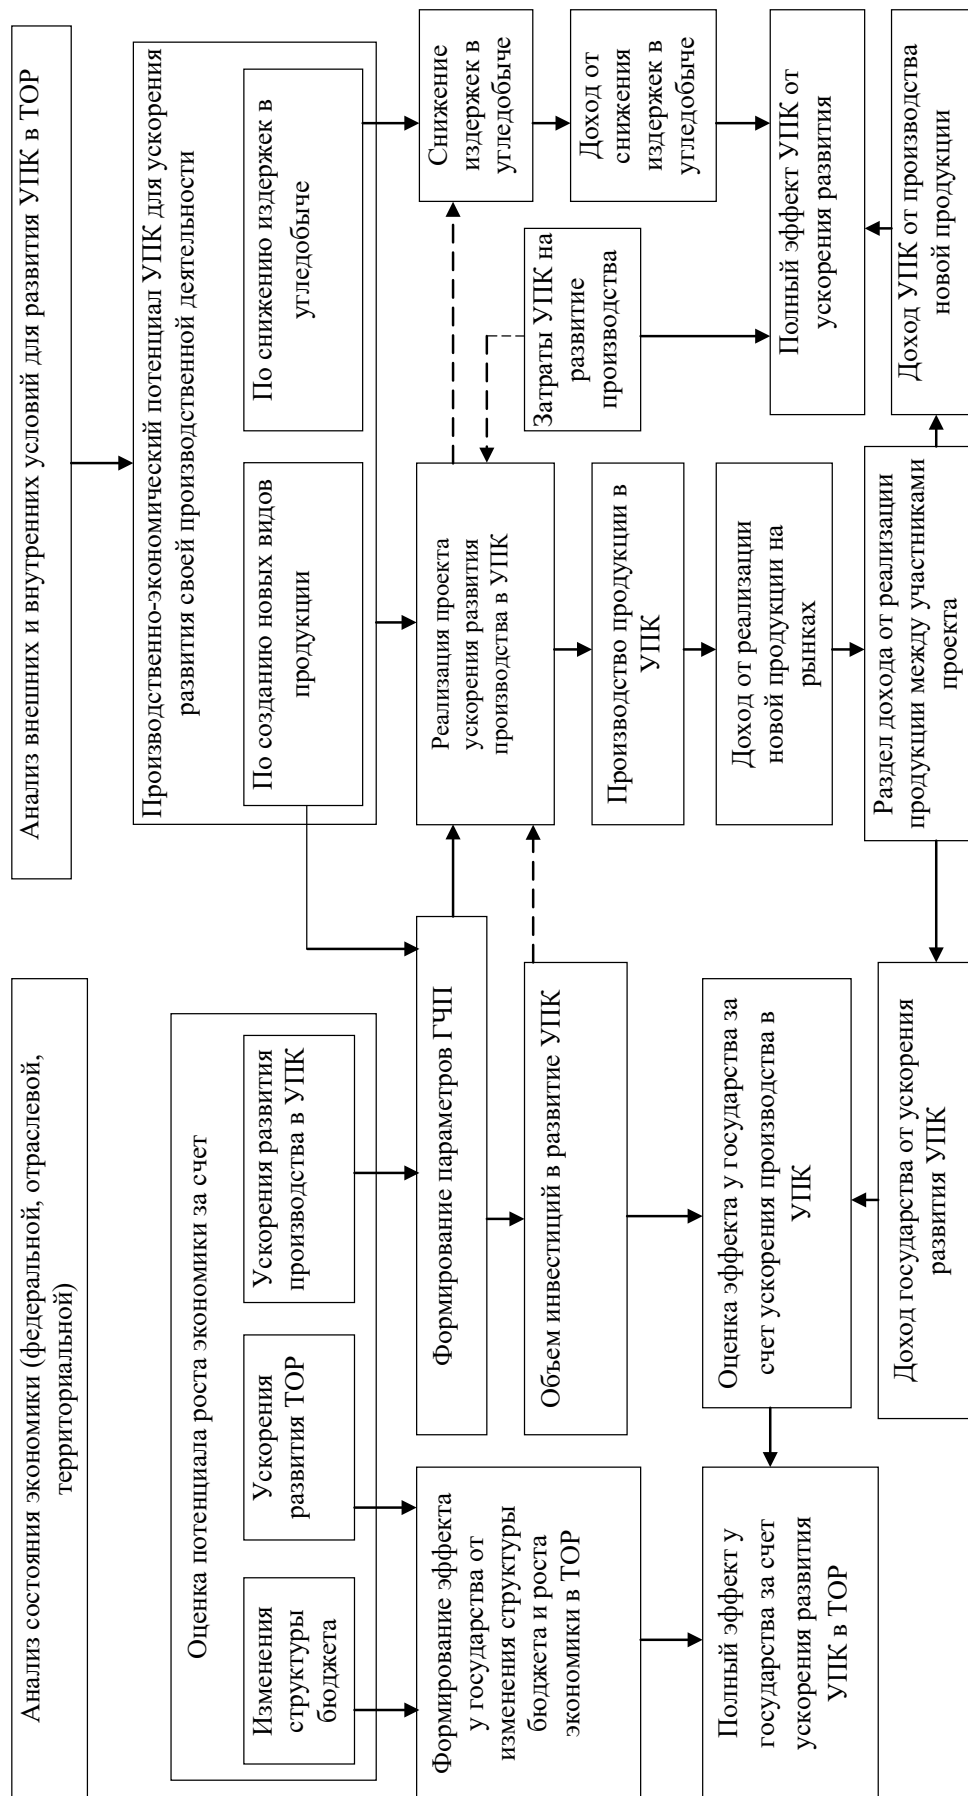 Анализ состояния экономики (федеральной, отраслевой,
территориальной)
Анализ внешних и внутренних условий для развития УПК в ТОР
Оценка потенциала роста экономики за счет
Изменения
структуры
бюджета
Ускорения
развития ТОР
Ускорения развития
производства в УПК
Производственно-экономический потенциал УПК для ускорения
развития своей производственной деятельности
По созданию новых видов
продукции
По снижению издержек в
угледобыче
Формирование эффекта
у государства от
изменения структуры
бюджета и роста
экономики в ТОР
Формирование параметров ГЧП
Объем инвестиций в развитие УПК
Реализация проекта
ускорения развития
производства в УПК
Снижение
издержек в
угледобыче
Затраты УПК на
развитие
производства
Доход от
снижения
издержек в
угледобыче
Производство продукции в
УПК
Полный эффект у
государства за счет
ускорения развития
УПК в ТОР
Оценка эффекта у государства за
счет ускорения производства в
УПК
Доход от реализации
новой продукции на
рынках
Полный эффект УПК от
ускорения развития
Доход государства от ускорения
развития УПК
Раздел дохода от реализации
продукции между участниками
проекта
Доход УПК от производства
новой продукции